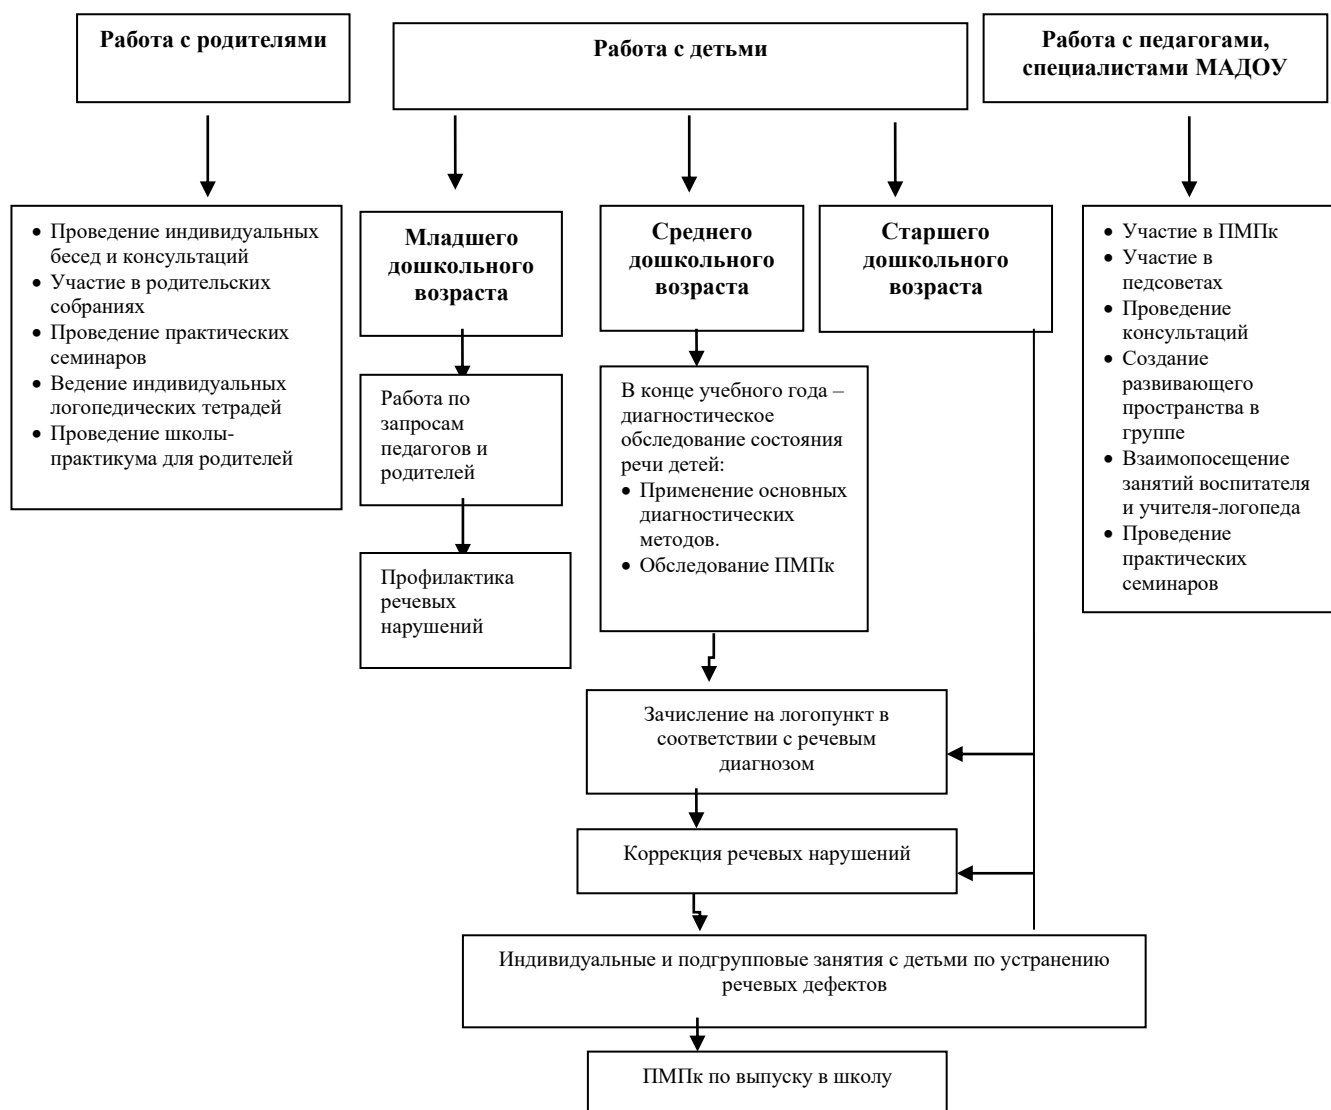 Работа с родителями
Работа с детьми
Работа с педагогами,
специалистами МАДОУ
• Проведение индивидуальных
бесед и консультаций
• Участие в родительских
собраниях
• Проведение практических
семинаров
• Ведение индивидуальных
логопедических тетрадей
• Проведение школы-
практикума для родителей
Младшего
дошкольного
возраста
Среднего
дошкольного
возраста
Старшего
дошкольного
возраста
• Участие в ПМПк
• Участие в
педсоветах
• Проведение
консультаций
• Создание
развивающего
пространства в
группе
• Взаимопосещение
занятий воспитателя
и учителя-логопеда
• Проведение
практических
семинаров
Работа по
запросам
педагогов и
родителей
В конце учебного года –
диагностическое
обследование состояния
речи детей:
• Применение основных
диагностических
методов.
• Обследование ПМПк
Профилактика
речевых
нарушений
Зачисление на логопункт в
соответствии с речевым
диагнозом
Коррекция речевых нарушений
Индивидуальные и подгрупповые занятия с детьми по устранению
речевых дефектов
ПМПк по выпуску в школу